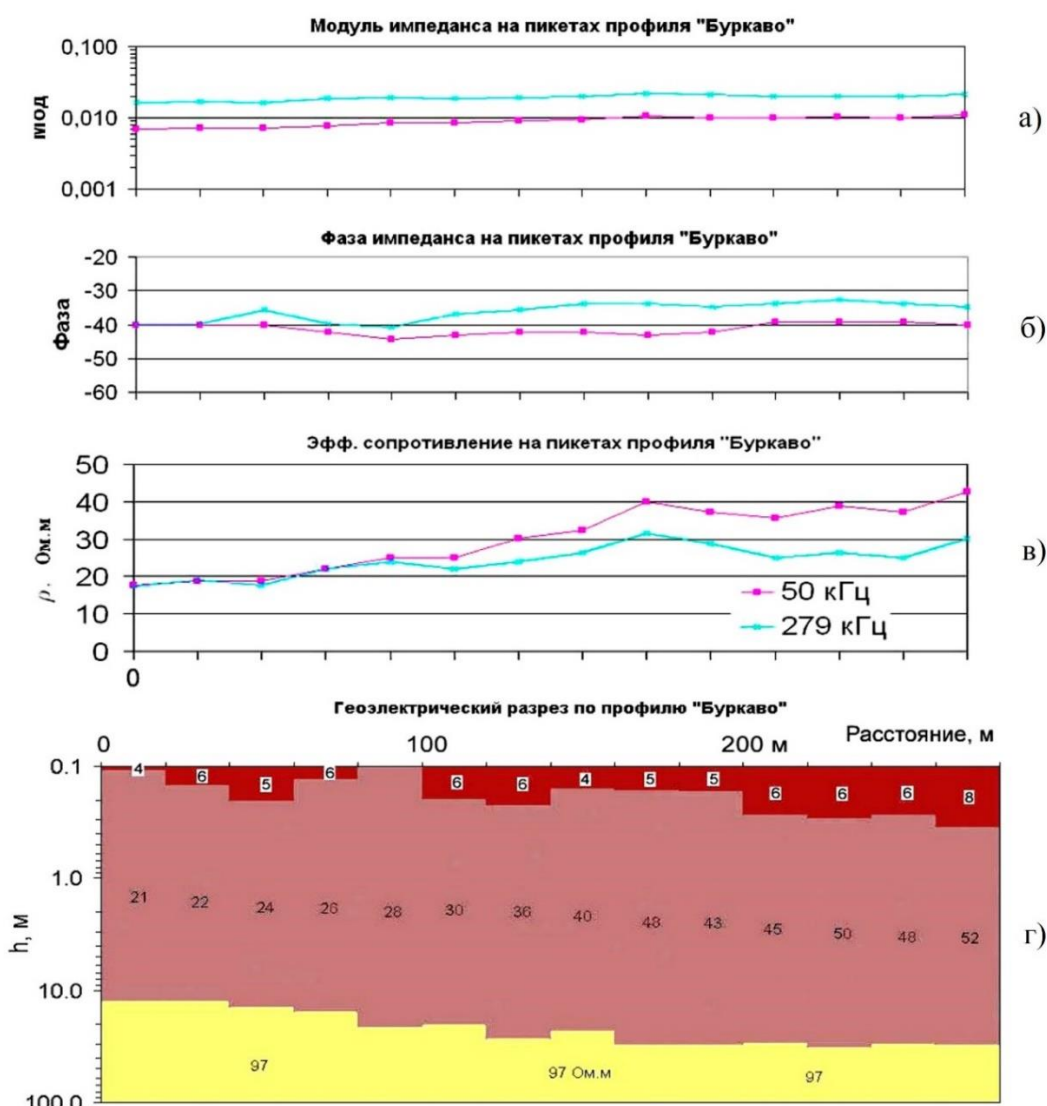 Модуль импеданса на пикетах профиля "Буркаво"
0,100
0,010
0,001
мод
а)
Фаза импеданса на пикетах профиля "Буркаво"
-20
-30
-40
-50
-60
Фаза
б)
Эфф. сопротивление на пикетах профиля "Буркаво"
50
40
30
20
10
0
ρ. Ом.м
0
50 кГц
279 кГц
в)
Геоэлектрический разрез по профилю "Буркаво"
0 100 200 м Расстояние, м
0.1
1.0
10.0
100.0
h, м
4 6 5 6 6 6 4 5 5 6 6 6 8
21 22 24 26 28 30 36 40 48 43 45 50 48 52
97 97 Ом.м 97
г)